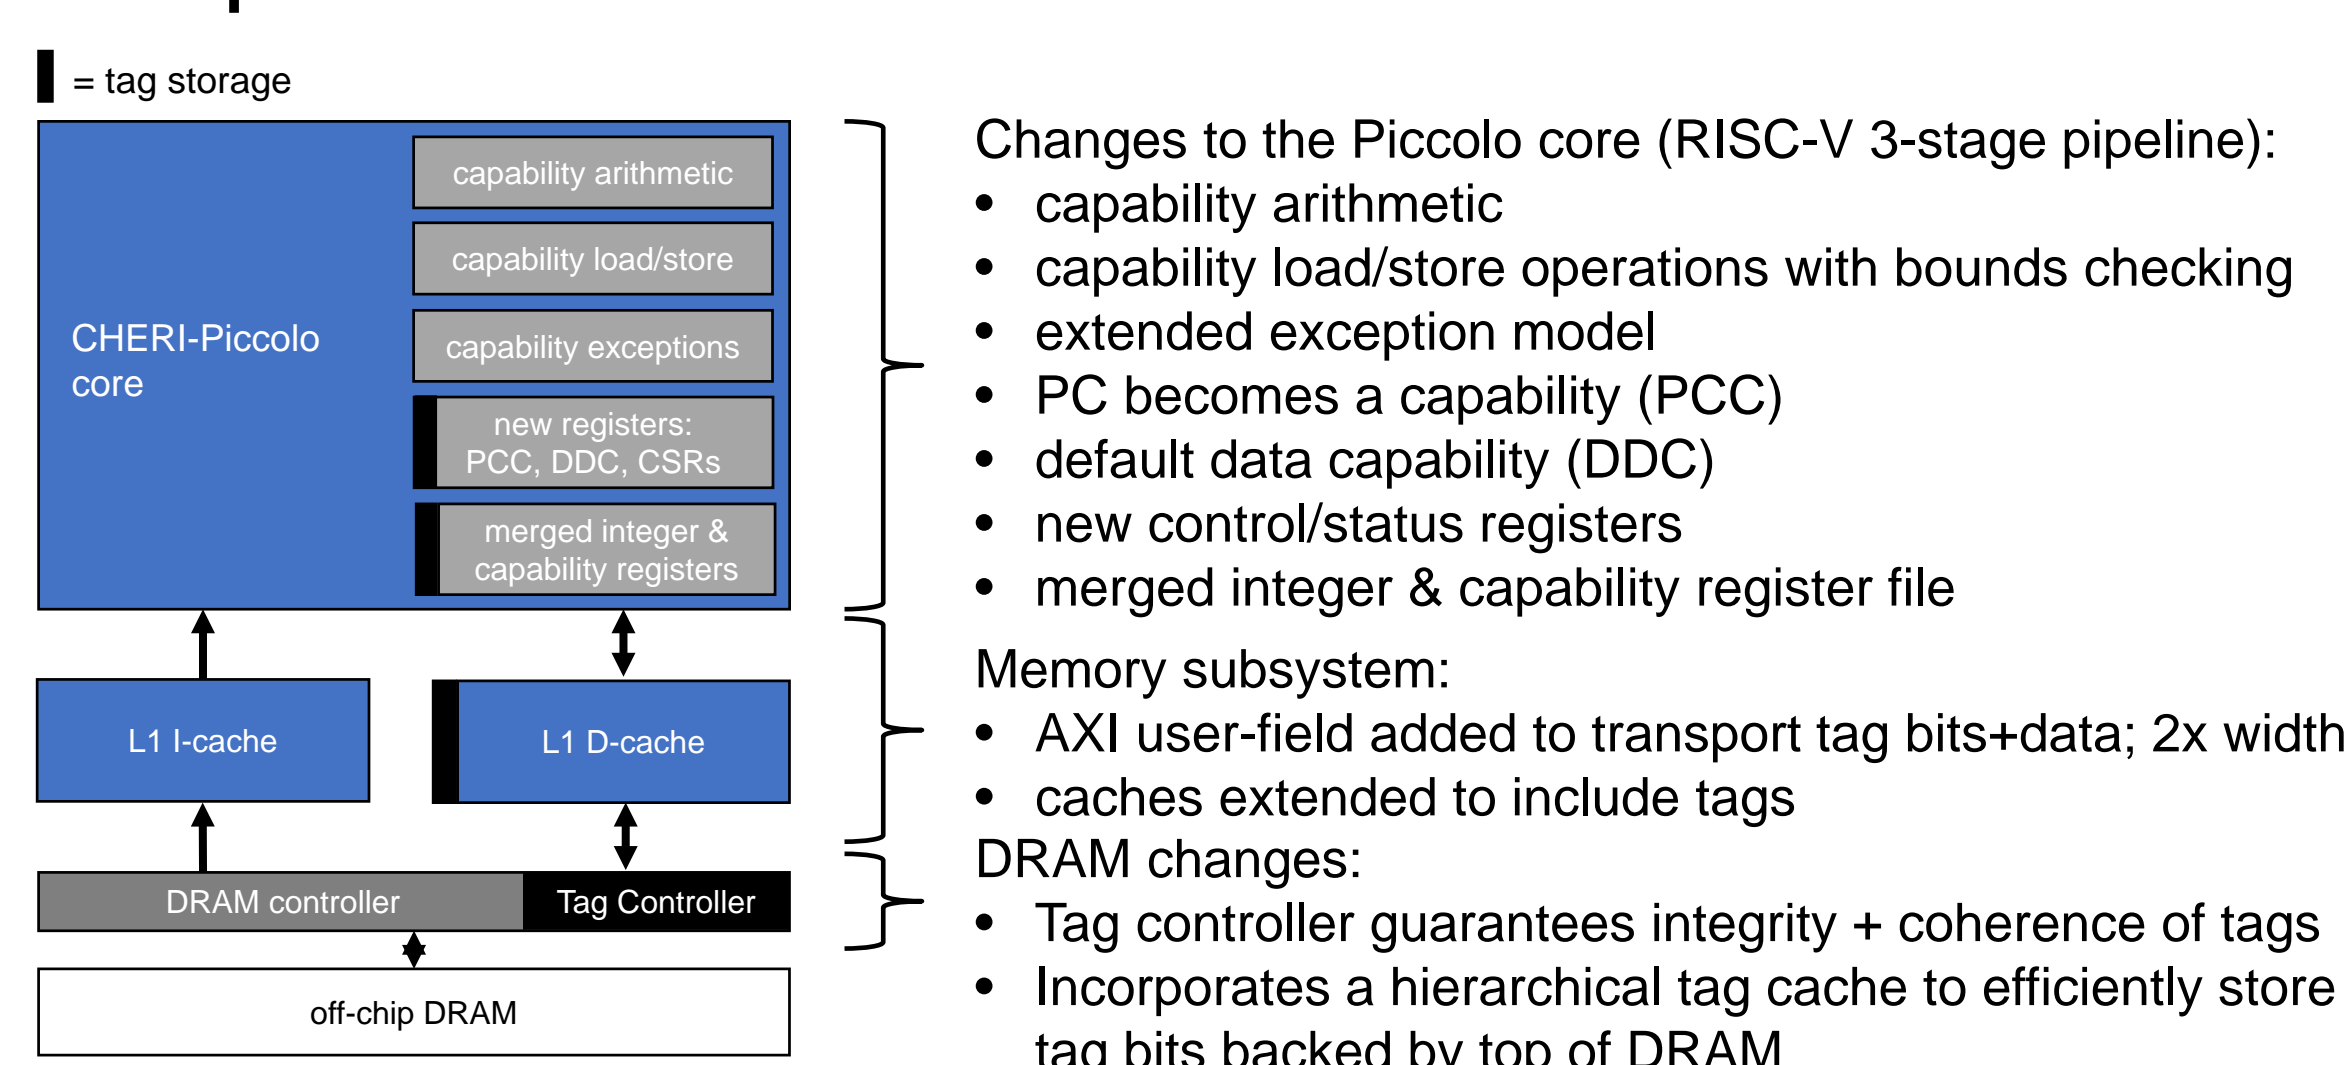 = tag storage
capability arithmetic
capability load/store
CHERI-Piccolo
core
capability exceptions
new registers:
PCC, DDC, CSRs
merged integer &
capability registers
L1 I-cache
L1 D-cache
DRAM controller
Tag Controller
off-chip DRAM
Changes to the Piccolo core (RISC-V 3-stage pipeline):
• capability arithmetic
• capability load/store operations with bounds checking
• extended exception model
• PC becomes a capability (PCC)
• default data capability (DDC)
• new control/status registers
• merged integer & capability register file
Memory subsystem:
• AXI user-field added to transport tag bits+data; 2x width
• caches extended to include tags
DRAM changes:
• Tag controller guarantees integrity + coherence of tags
• Incorporates a hierarchical tag cache to efficiently store
tag bits backed by top of DRAM